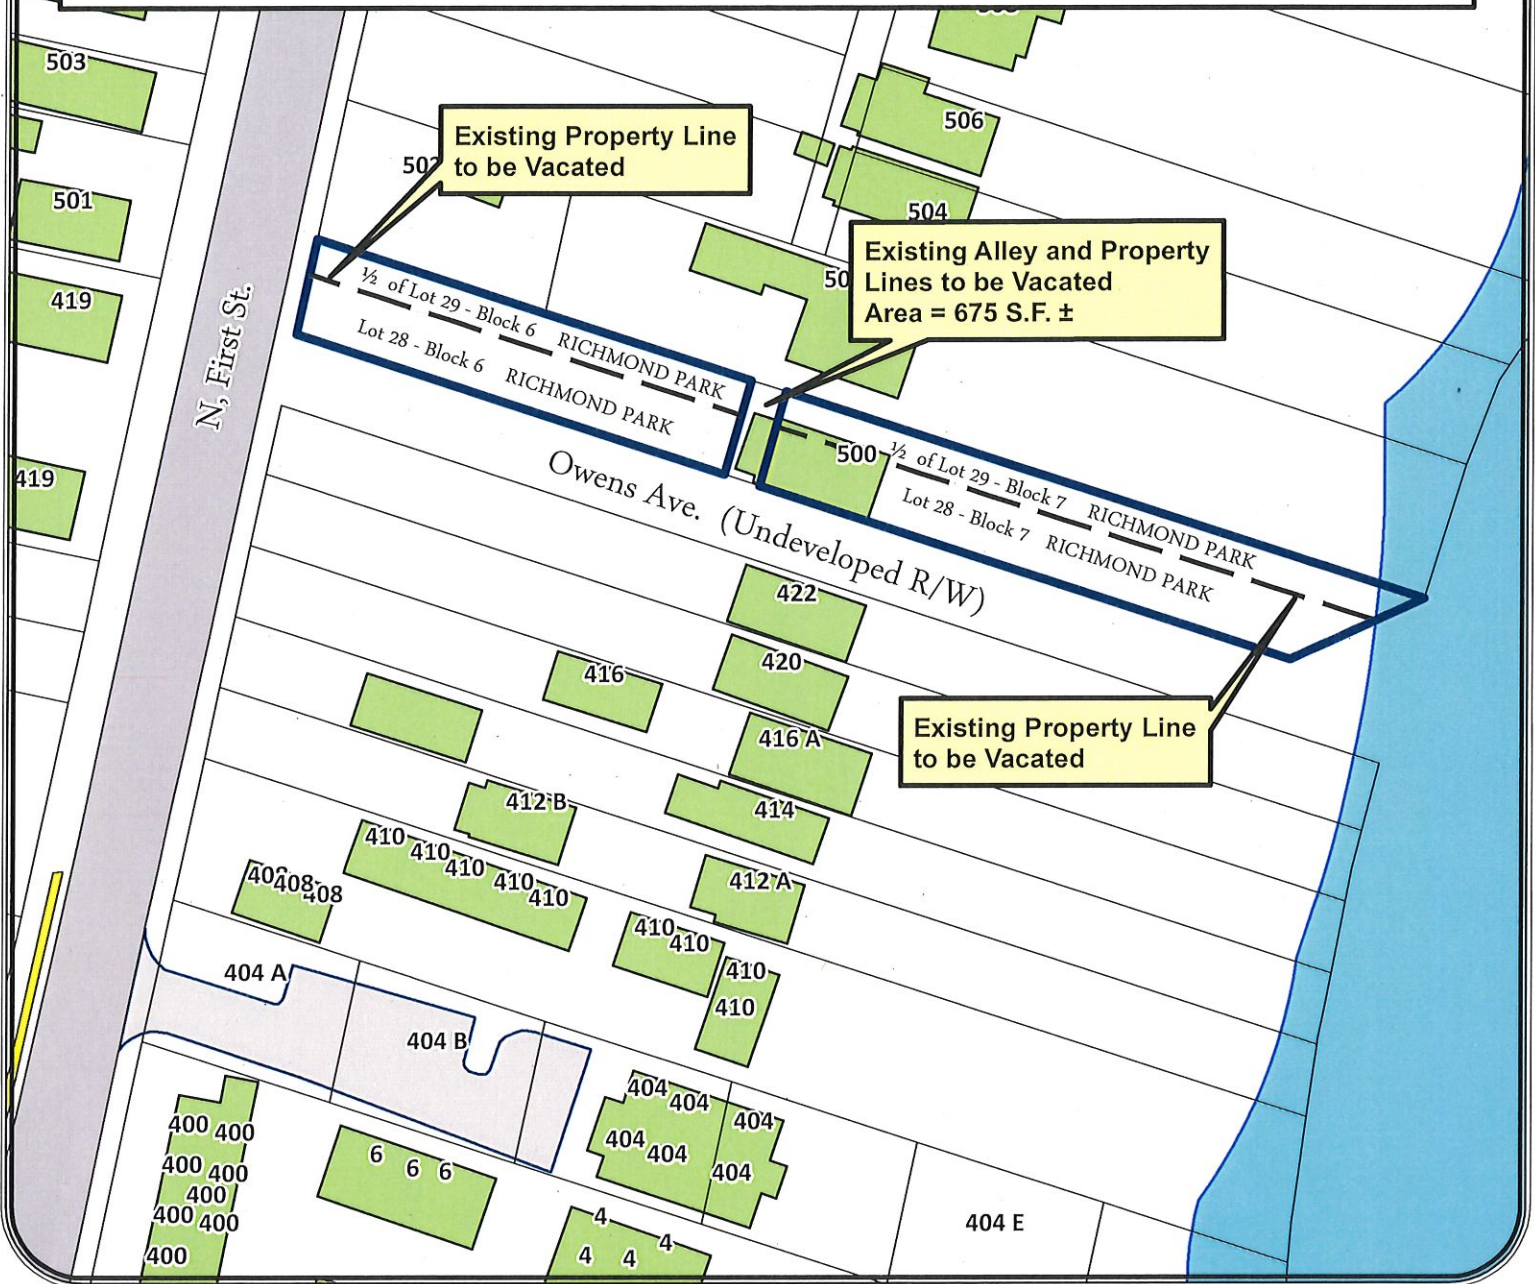 503
506
Existing Property Line
to be Vacated
501
504
Existing Alley and Property
Lines to be Vacated
Area = 675 S.F. ±
419
N, First St.
½ of Lot 29 - Block 6 RICHMOND PARK
Lot 28 - Block 6 RICHMOND PARK
419
500
½ of Lot 29 - Block 7 RICHMOND PARK
Lot 28 - Block 7 RICHMOND PARK
Owens Ave. (Undeveloped R/W)
422
420
416
416 A
Existing Property Line
to be Vacated
412 B
414
410
410
410
410
410
412 A
408
408
410
410
410
410
404 A
404 B
404
404
404
404
404
404
400
400
400
400
400
400
400
400
6 6 6
4
4
4
4
404 E